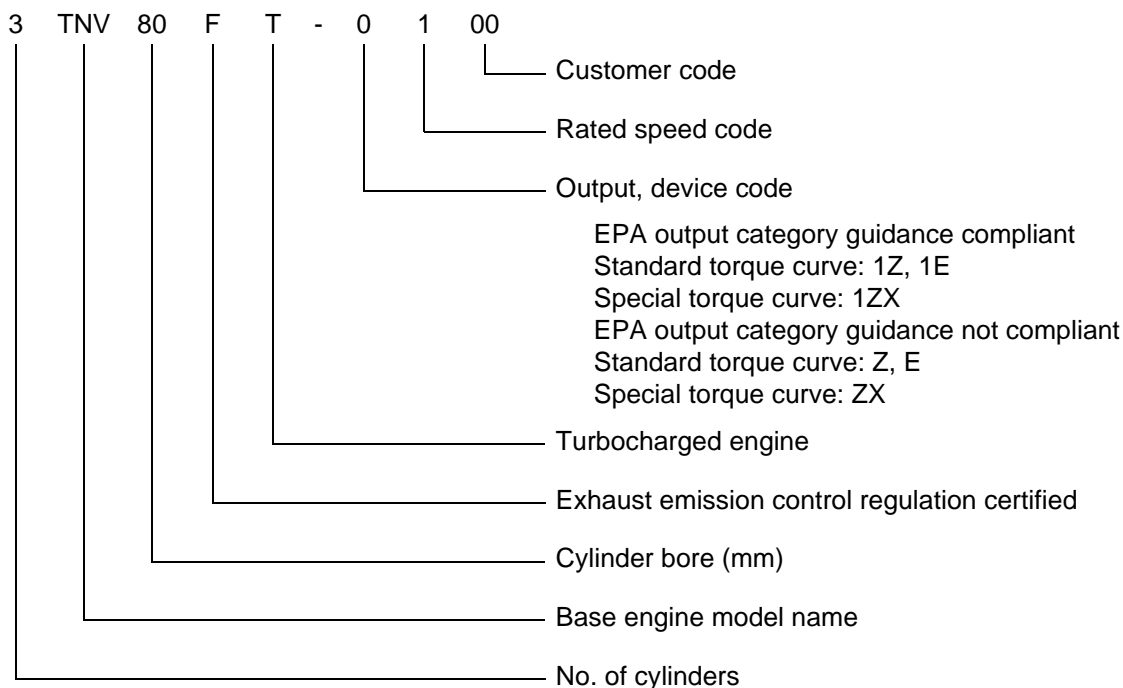 3 TNV 80 F T - 0 1 00
Customer code
Rated speed code
Output, device code
EPA output category guidance compliant
Standard torque curve: 1Z, 1E
Special torque curve: 1ZX
EPA output category guidance not compliant
Standard torque curve: Z, E
Special torque curve: ZX
Turbocharged engine
Exhaust emission control regulation certified
Cylinder bore (mm)
Base engine model name
No. of cylinders